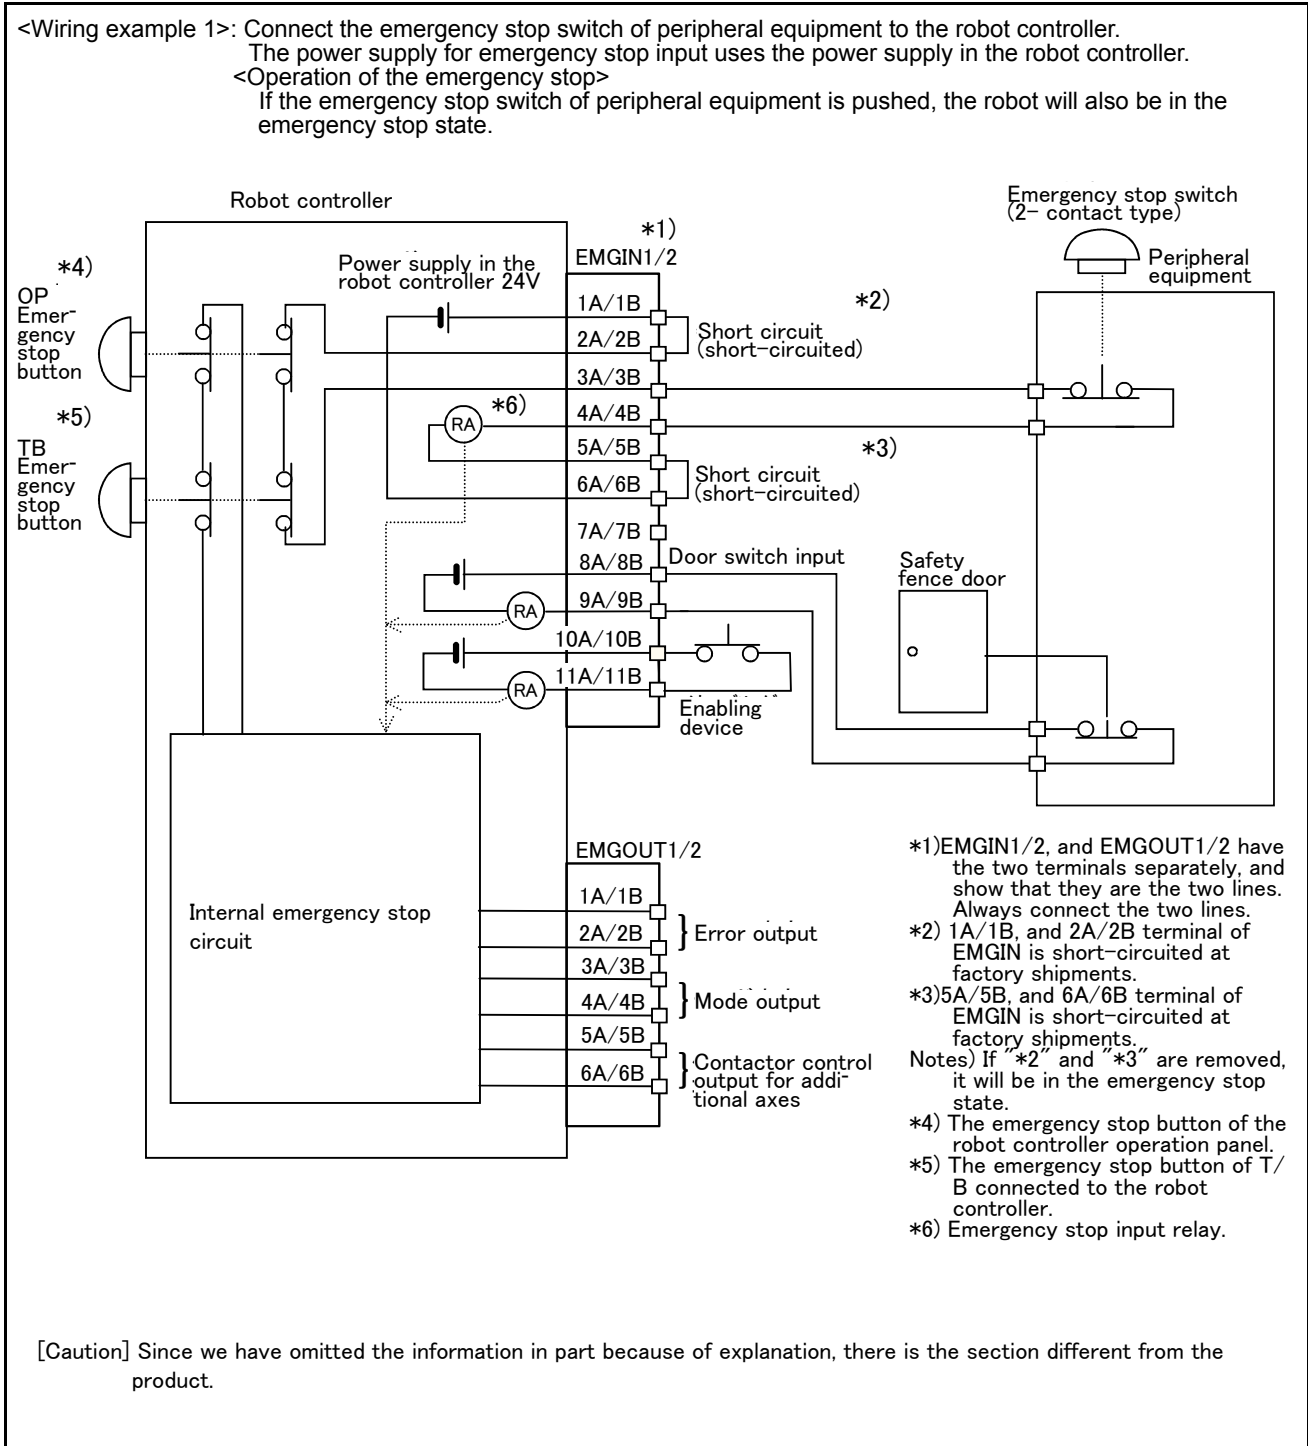 <Wiring example 1>: Connect the emergency stop switch of peripheral equipment to the robot controller.
The power supply for emergency stop input uses the power supply in the robot controller.
<Operation of the emergency stop>
If the emergency stop switch of peripheral equipment is pushed, the robot will also be in the
emergency stop state.
Robot controller
Emergency stop switch
(2- contact type)
*1)
EMGIN1/2
Peripheral
equipment
*4)
Power supply in the
robot controller 24V
OP
Emer-
gency
stop
button
1A/1B
*2)
2A/2B
Short circuit
(short-circuited)
3A/3B
*5)
*6)
RA
4A/4B
TB
Emer-
gency
stop
button
5A/5B
*3)
Short circuit
(short-circuited)
6A/6B
7A/7B
8A/8B
Door switch input
Safety
fence door
RA
9A/9B
10A/10B
RA
11A/11B
Enabling
device
EMGOUT1/2
Internal emergency stop
circuit
1A/1B
2A/2B
} Error output
3A/3B
4A/4B
} Mode output
5A/5B
6A/6B
} Contactor control
output for addi-
tional axes
*1)EMGIN1/2, and EMGOUT1/2 have
the two terminals separately, and
show that they are the two lines.
Always connect the two lines.
*2) 1A/1B, and 2A/2B terminal of
EMGIN is short-circuited at
factory shipments.
*3)5A/5B, and 6A/6B terminal of
EMGIN is short-circuited at
factory shipments.
Notes) If "*2" and "*3" are removed,
it will be in the emergency stop
state.
*4) The emergency stop button of the
robot controller operation panel.
*5) The emergency stop button of T/
B connected to the robot
controller.
*6) Emergency stop input relay.
[Caution] Since we have omitted the information in part because of explanation, there is the section different from the
product.